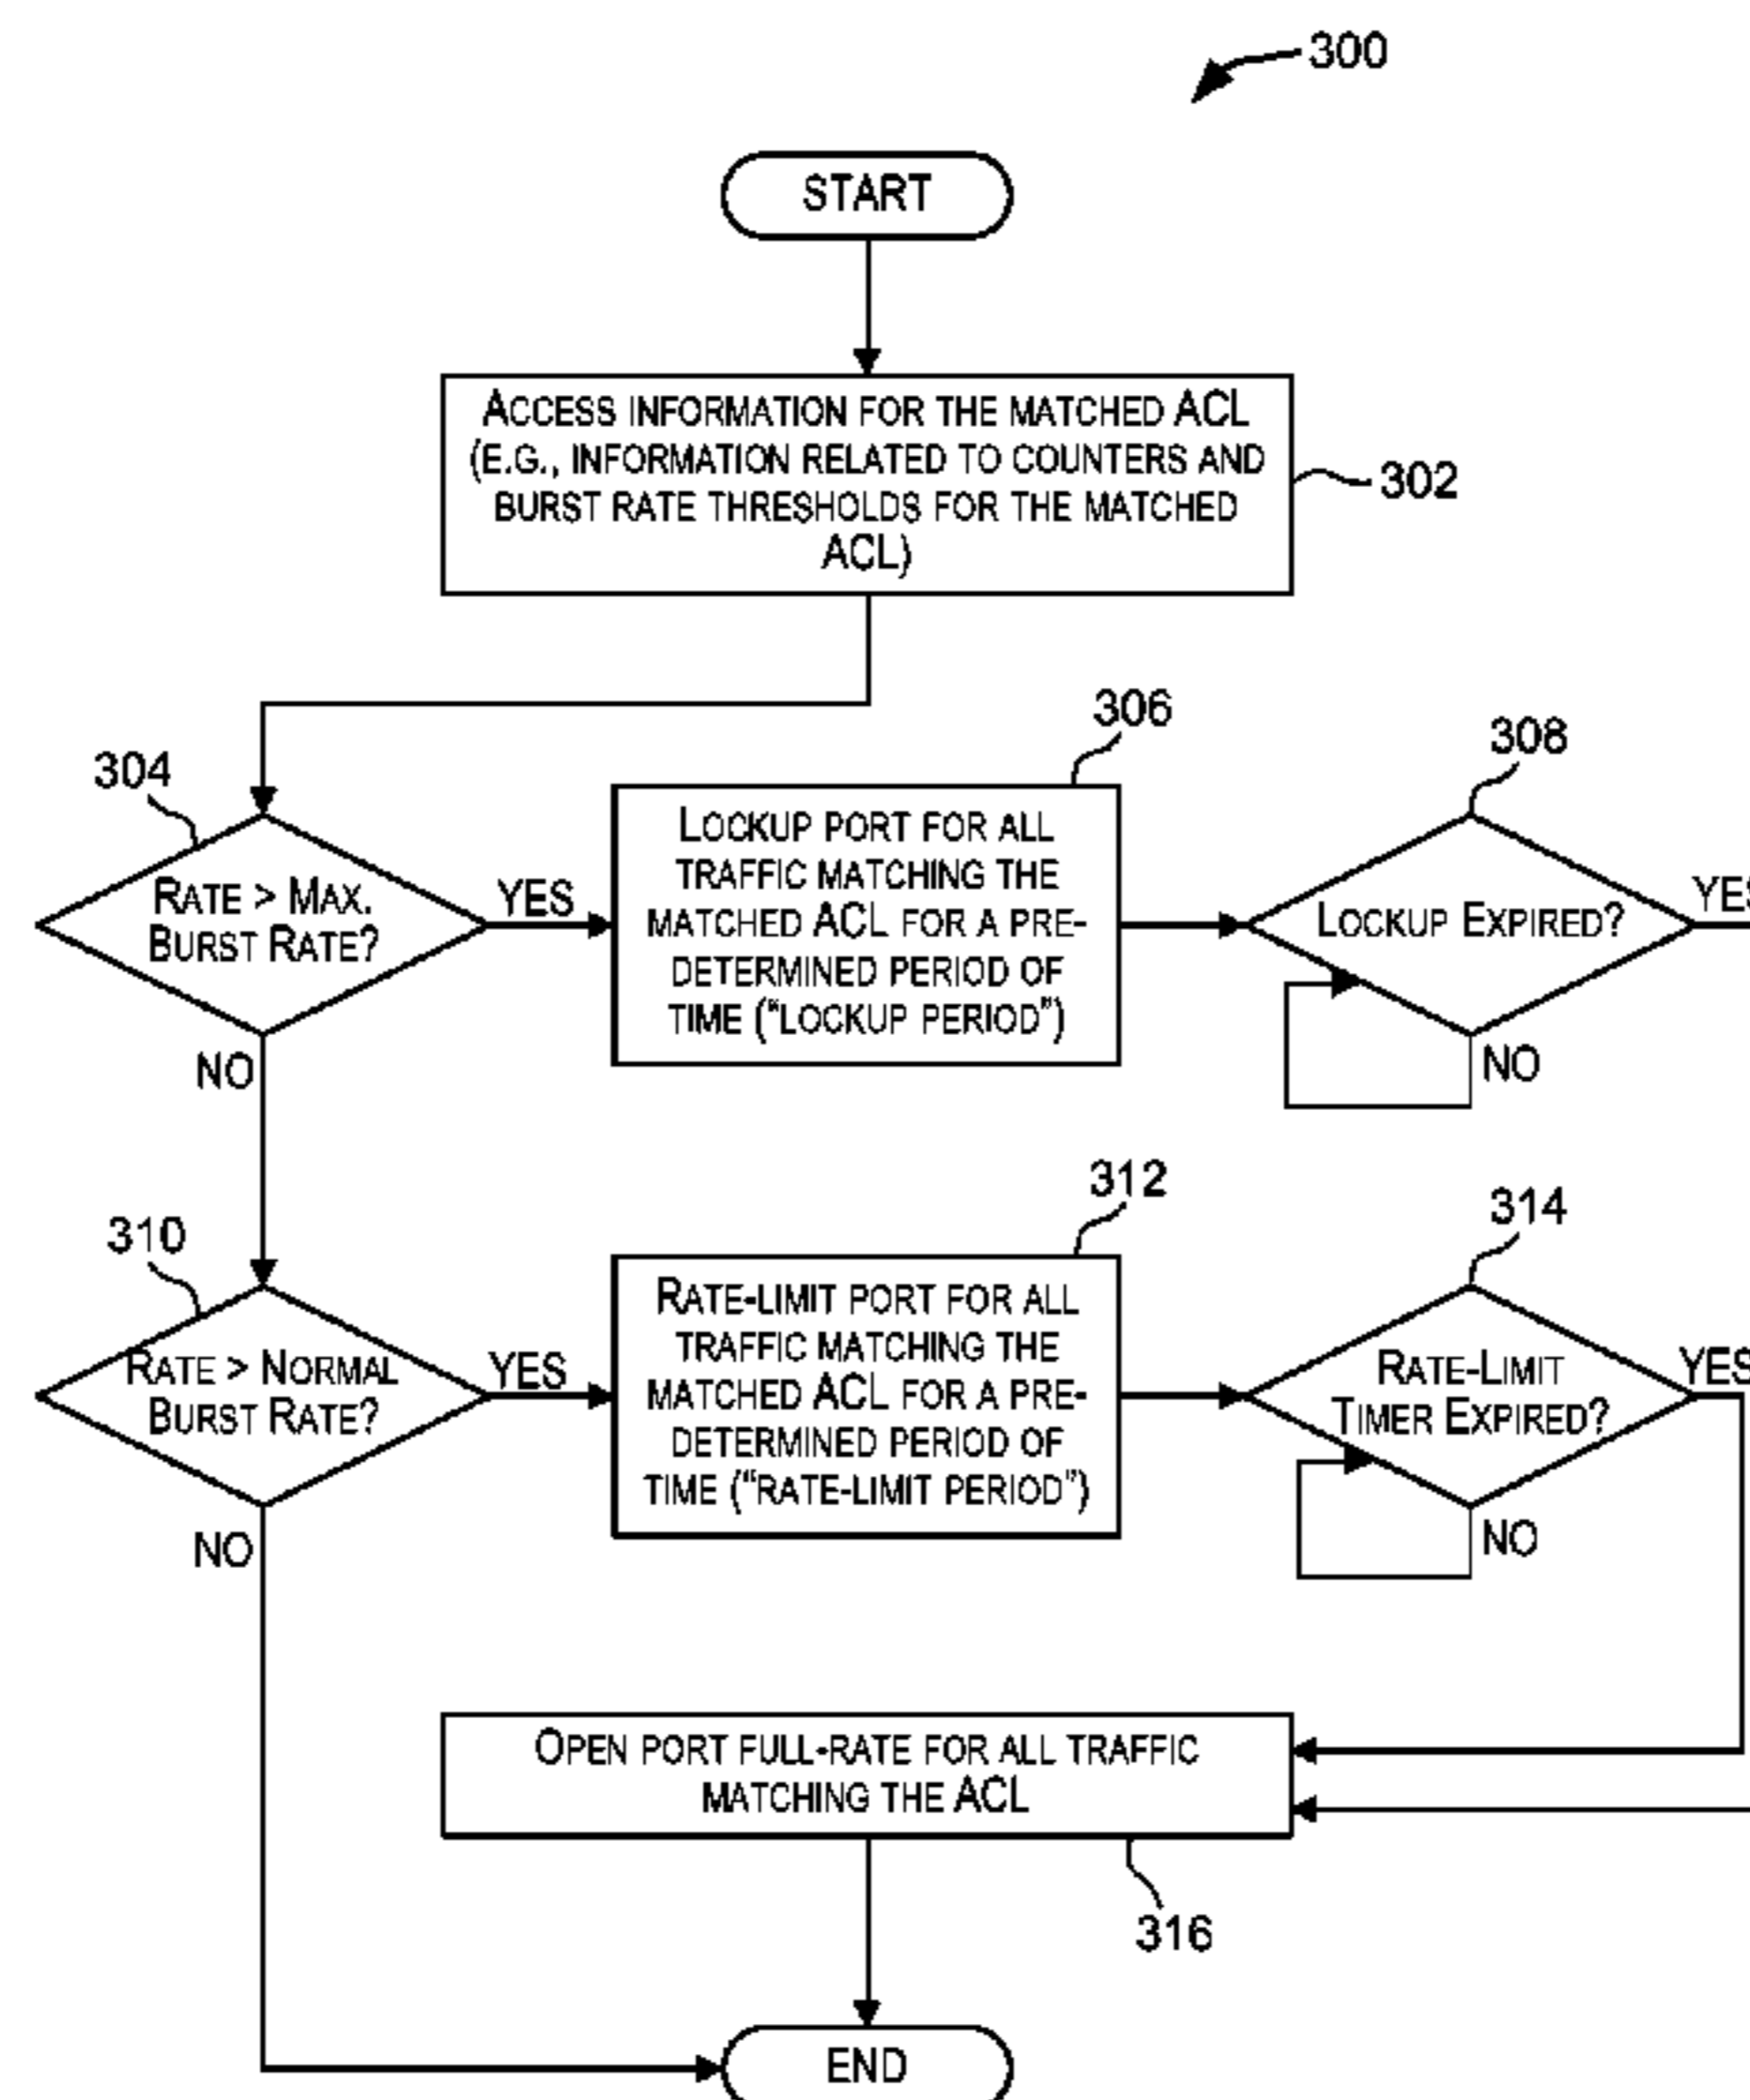 300
START
ACCESS INFORMATION FOR THE MATCHED ACL
(E.G., INFORMATION RELATED TO COUNTERS AND
BURST RATE THRESHOLDS FOR THE MATCHED
ACL)
302
304
RATE > MAX.
BURST RATE?
YES
NO
306
LOCKUP PORT FOR ALL
TRAFFIC MATCHING THE
MATCHED ACL FOR A PRE-
DETERMINED PERIOD OF
TIME ("LOCKUP PERIOD")
308
LOCKUP EXPIRED?
YES
NO
310
RATE > NORMAL
BURST RATE?
YES
NO
312
RATE-LIMIT PORT FOR ALL
TRAFFIC MATCHING THE
MATCHED ACL FOR A PRE-
DETERMINED PERIOD OF
TIME ("RATE-LIMIT PERIOD")
314
RATE-LIMIT
TIMER EXPIRED?
YES
NO
OPEN PORT FULL-RATE FOR ALL TRAFFIC
MATCHING THE ACL
316
END